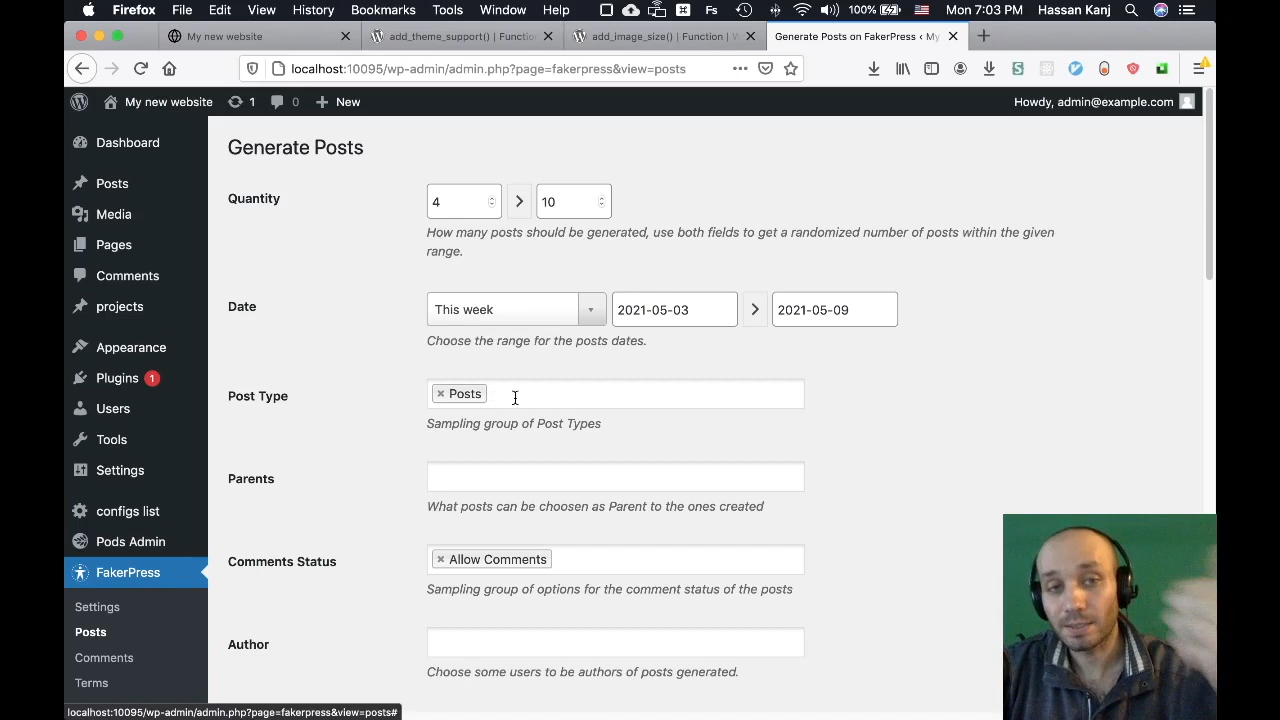 Firefox File Edit View History Bookmarks Tools Window Help Fs 100% Mon 7:03 PM Hassan Kanj
My new website
add_theme_support() | Function
add_image_size() | Function | W
Generate Posts on FakerPress ‹ My
localhost:10095/wp-admin/admin.php?page=fakerpress&view=posts
My new website 1 0 New Howdy, admin@example.com
Dashboard
Posts
Media
Pages
Comments
projects
Appearance
Plugins 1
Users
Tools
Settings
configs list
Pods Admin
FakerPress
Settings
Posts
Comments
Terms
Generate Posts
Quantity
4 10
How many posts should be generated, use both fields to get a randomized number of posts within the given
range.
Date
This week 2021-05-03 2021-05-09
Choose the range for the posts dates.
Post Type
× Posts
Sampling group of Post Types
Parents
What posts can be choosen as Parent to the ones created
Comments Status
× Allow Comments
Sampling group of options for the comment status of the posts
Author
Choose some users to be authors of posts generated.
localhost:10095/wp-admin/admin.php?page=fakerpress&view=posts#